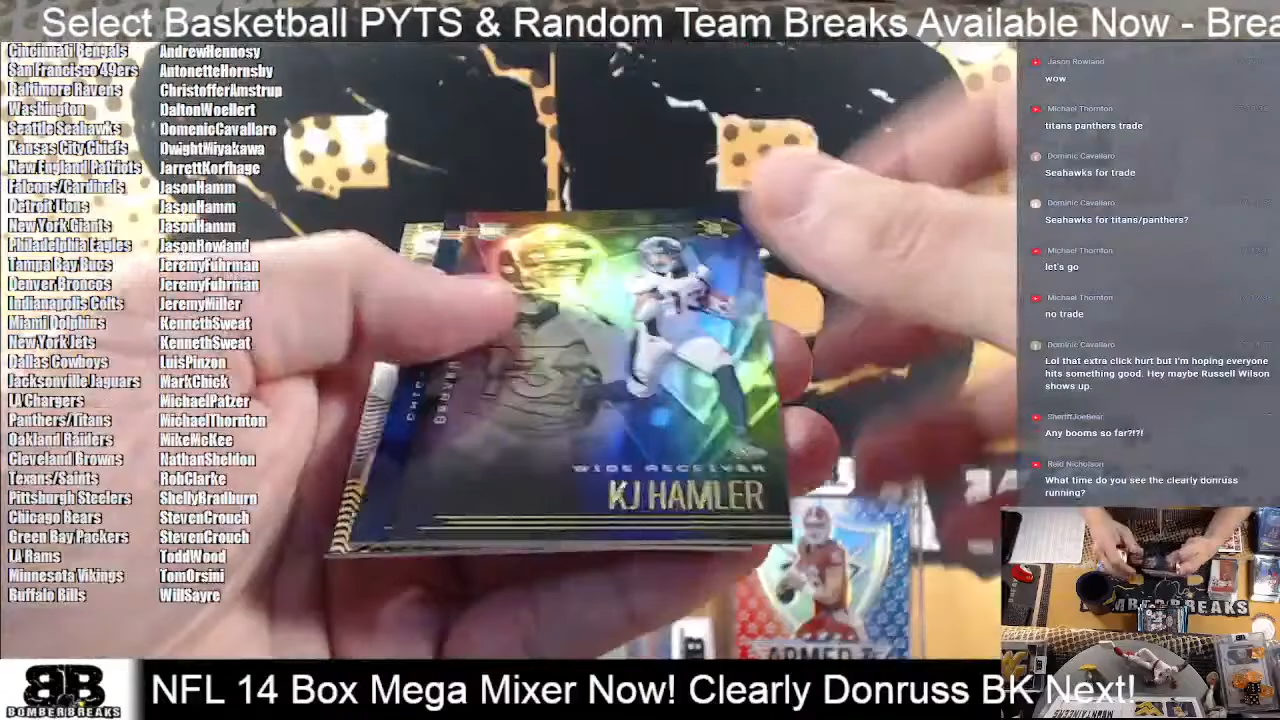 Select Basketball PYTS & Random Team Breaks Available Now - Brea
Cincinnati Bengals AndrewHennosy
San Francisco 49ers AntonetteHornsby
Baltimore Ravens ChristofferAmstrup
Washington DaltonWoellert
Seattle Seahawks DomenicCavallaro
Kansas City Chiefs DwightMiyakawa
New England Patriots JarrettKorfhage
Falcons/Cardinals JasonHamm
Detroit Lions JasonHamm
New York Giants JasonHamm
Philadelphia Eagles JasonRowland
Tampa Bay Bucs JeremyFuhrman
Denver Broncos JeremyFuhrman
Indianapolis Colts JeremyMiller
Miami Dolphins KennethSweat
New York Jets KennethSweat
Dallas Cowboys LuisPinzon
Jacksonville Jaguars MarkChick
LA Chargers MichaelPatzer
Panthers/Titans MichaelThornton
Oakland Raiders MikeMcKee
Cleveland Browns NathanSheldon
Texans/Saints RobClarke
Pittsburgh Steelers ShellyBradburn
Chicago Bears StevenCrouch
Green Bay Packers StevenCrouch
LA Rams ToddWood
Minnesota Vikings TomOrsini
Buffalo Bills WillSayre
WIDE RECEIVER
KJ HAMLER
ARMED
Jason Rowland
wow
Michael Thornton
titans panthers trade
Dominic Cavallaro
Seahawks for trade
Dominic Cavallaro
Seahawks for titans/panthers?
Michael Thornton
let's go
Michael Thornton
no trade
Dominic Cavallaro
Lol that extra click hurt but I'm hoping everyone
hits something good. Hey maybe Russell Wilson
shows up.
SheriffJoeBear
Any booms so far?!?!
Reid Nicholson
What time do you see the clearly donruss
running?
BOMBERBREAKS
BB
BOMBERBREAKS
NFL 14 Box Mega Mixer Now! Clearly Donruss BK Next!